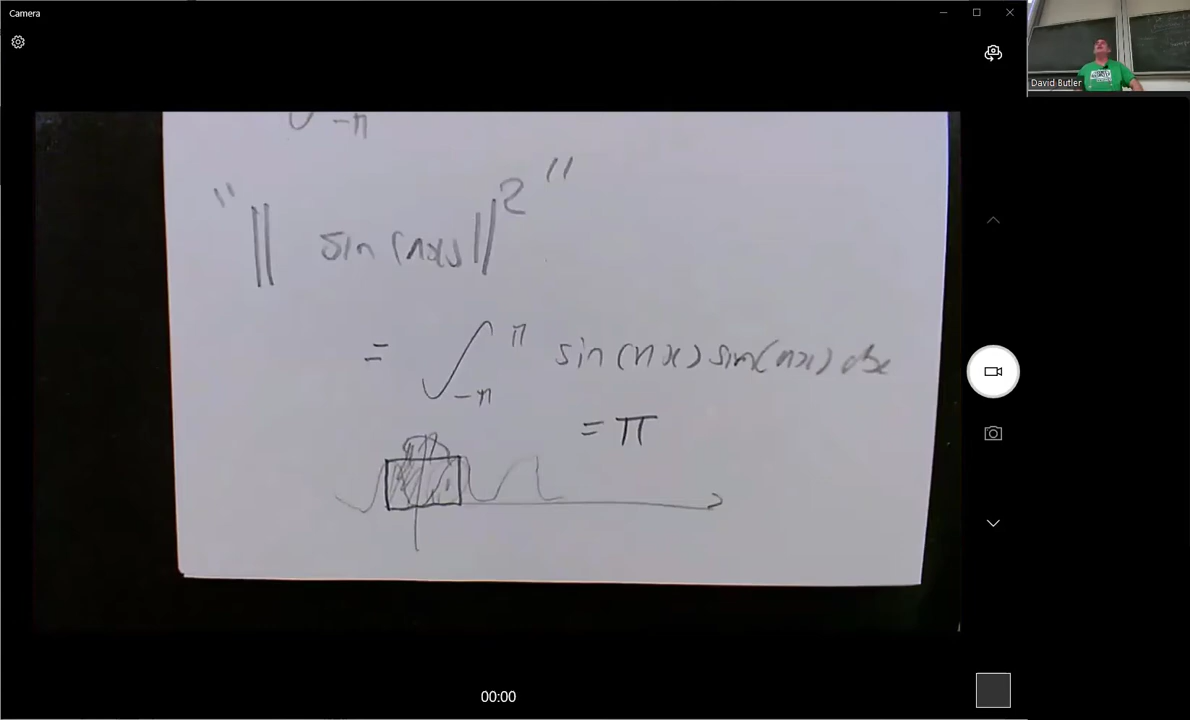 Camera
David Butler
−π
" || sin(nx) ||² "
= ∫ π −π sin(nx) sin(nx) dx
= π
00:00